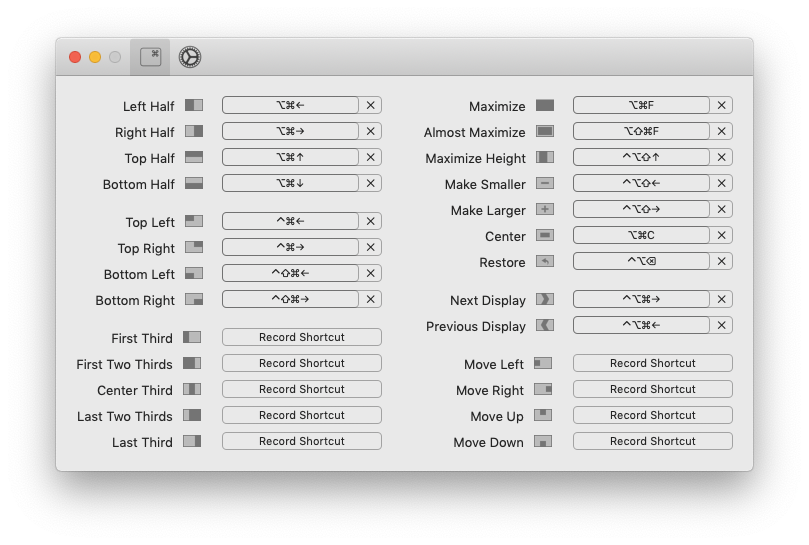 ⌘
Left Half ⌥⌘← ×
Right Half ⌥⌘→ ×
Top Half ⌥⌘↑ ×
Bottom Half ⌥⌘↓ ×
Top Left ^⌘← ×
Top Right ^⌘→ ×
Bottom Left ^⇧⌘← ×
Bottom Right ^⇧⌘→ ×
First Third Record Shortcut
First Two Thirds Record Shortcut
Center Third Record Shortcut
Last Two Thirds Record Shortcut
Last Third Record Shortcut
Maximize ⌥⌘F ×
Almost Maximize ⌥⇧⌘F ×
Maximize Height ^⌥⇧↑ ×
Make Smaller ^⌥⇧← ×
Make Larger ^⌥⇧→ ×
Center ⌥⌘C ×
Restore ^⌥⌫ ×
Next Display ^⌥⌘→ ×
Previous Display ^⌥⌘← ×
Move Left Record Shortcut
Move Right Record Shortcut
Move Up Record Shortcut
Move Down Record Shortcut